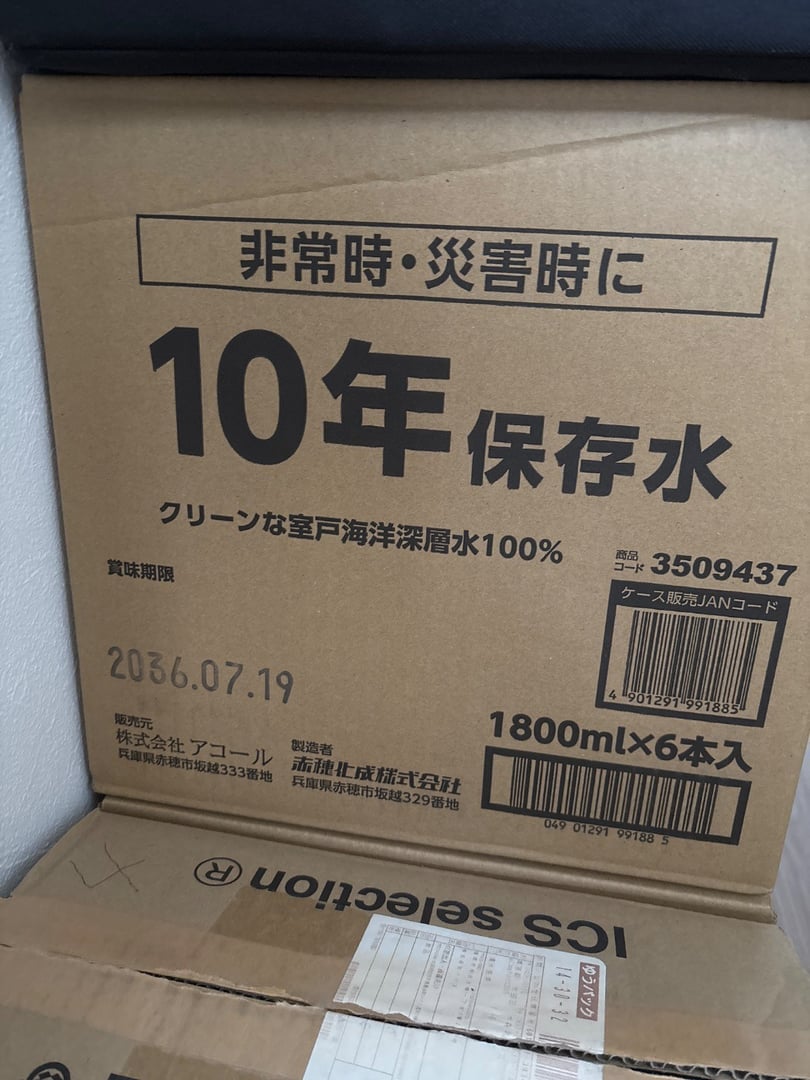 非常時・災害時に
10年保存水
クリーンな室戸海洋深層水100%
賞味期限
商品コード 3509437
ケース販売JANコード
4 901291 991885
2036.07.19
1800ml×6本入
販売元
株式会社 アコール
兵庫県赤穂市坂越333番地
製造者
赤穂化成株式会社
兵庫県赤穂市坂越329番地
049 01291 99188 5
ICS selection®
ゆうパック
14-30-32